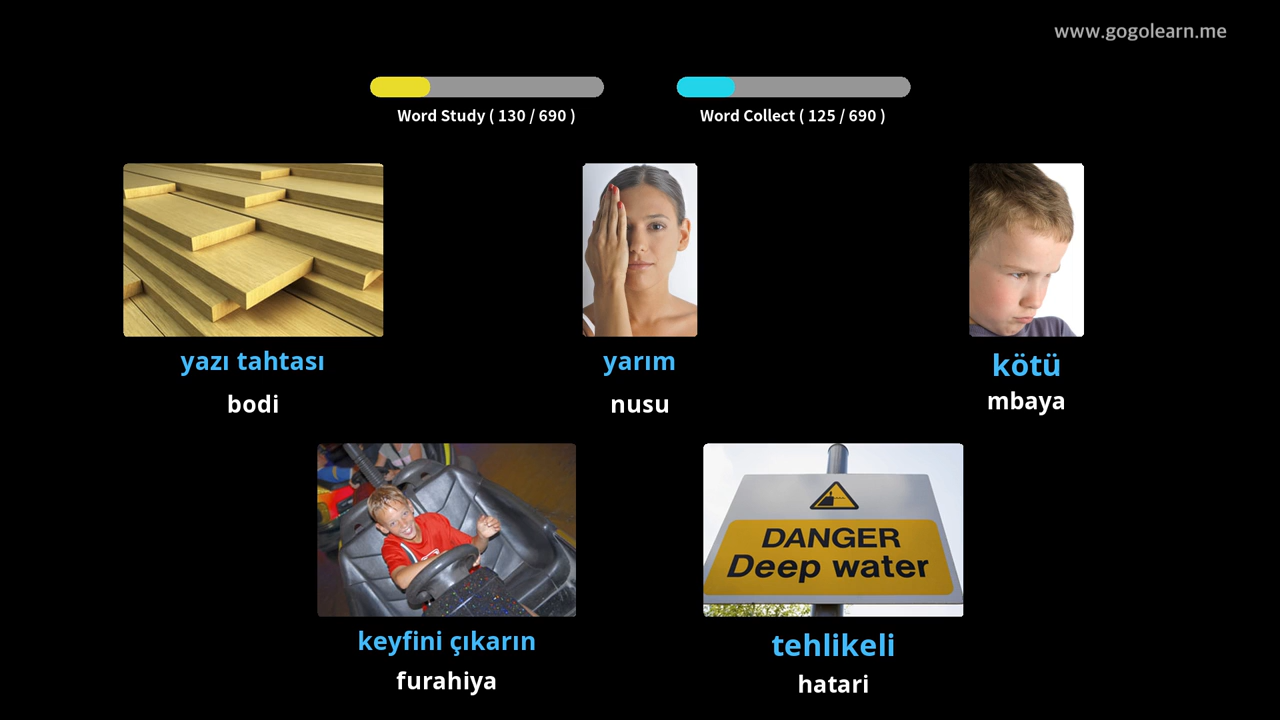 www.gogolearn.me
Word Study ( 130 / 690 )
Word Collect ( 125 / 690 )
yazı tahtası
yarım
kötü
bodi
nusu
mbaya
DANGER
Deep water
keyfini çıkarın
tehlikeli
furahiya
hatari